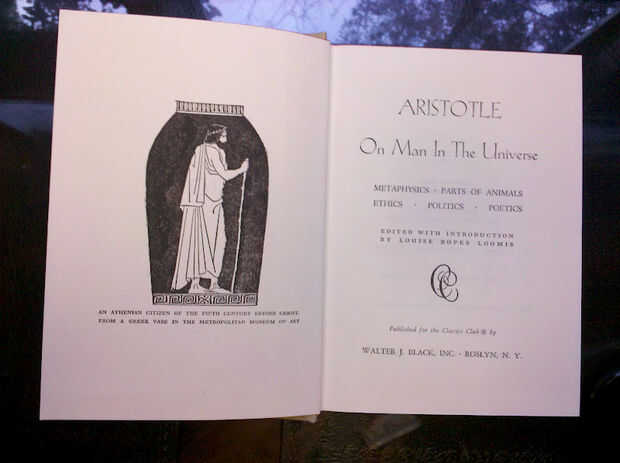 AN ATHENIAN CITIZEN OF THE FIFTH CENTURY BEFORE CHRIST.
FROM A GREEK VASE IN THE METROPOLITAN MUSEUM OF ART
ARISTOTLE
On Man In The Universe
METAPHYSICS · PARTS OF ANIMALS
ETHICS · POLITICS · POETICS
EDITED WITH INTRODUCTION
BY LOUISE ROPES LOOMIS
CC
Published for the Classics Club ® by
WALTER J. BLACK, INC. · ROSLYN, N. Y.